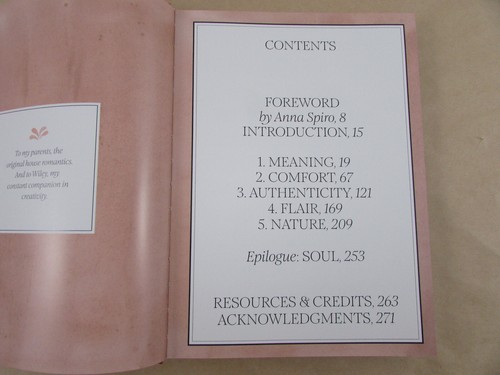 To my parents, the
original house romantics.
And to Wiley, my
constant companion in
creativity.
CONTENTS
FOREWORD
by Anna Spiro, 8
INTRODUCTION, 15
1. MEANING, 19
2. COMFORT, 67
3. AUTHENTICITY, 121
4. FLAIR, 169
5. NATURE, 209
Epilogue: SOUL, 253
RESOURCES & CREDITS, 263
ACKNOWLEDGMENTS, 271